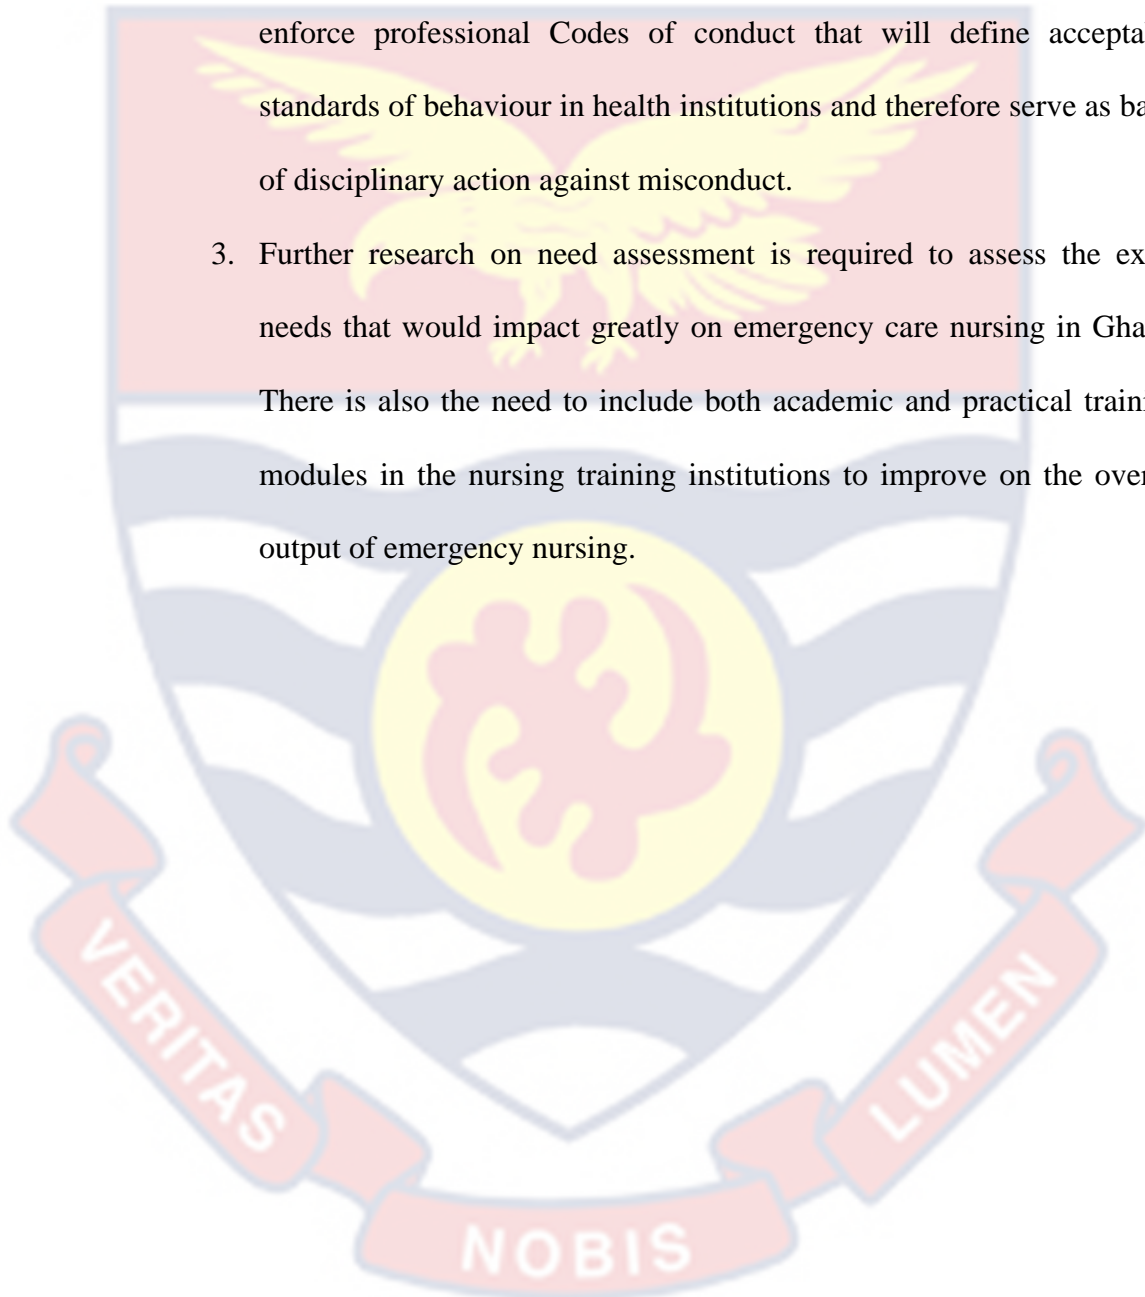 enforce professional Codes of conduct that will define accepta
standards of behaviour in health institutions and therefore serve as ba
of disciplinary action against misconduct.
3. Further research on need assessment is required to assess the ex
needs that would impact greatly on emergency care nursing in Gha
There is also the need to include both academic and practical traini
modules in the nursing training institutions to improve on the over
output of emergency nursing.
VERITAS
NOBIS
LUMEN